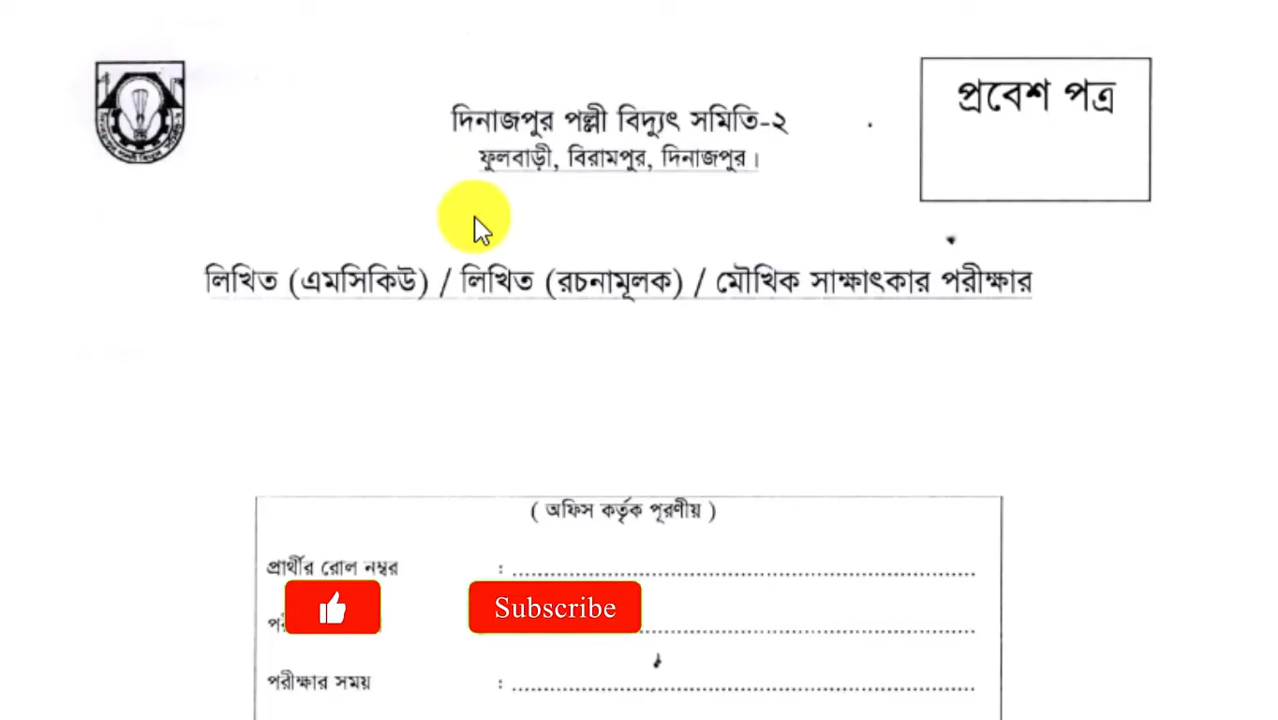 প্রবেশ পত্র
দিনাজপুর পল্লী বিদ্যুৎ সমিতি-২
ফুলবাড়ী, বিরামপুর, দিনাজপুর।
লিখিত (এমসিকিউ) / লিখিত (রচনামূলক) / মৌখিক সাক্ষাৎকার পরীক্ষার
( অফিস কর্তৃক পূরণীয় )
প্রার্থীর রোল নম্বর : ....................................................
Subscribe
পরীক্ষার সময় : ....................................................